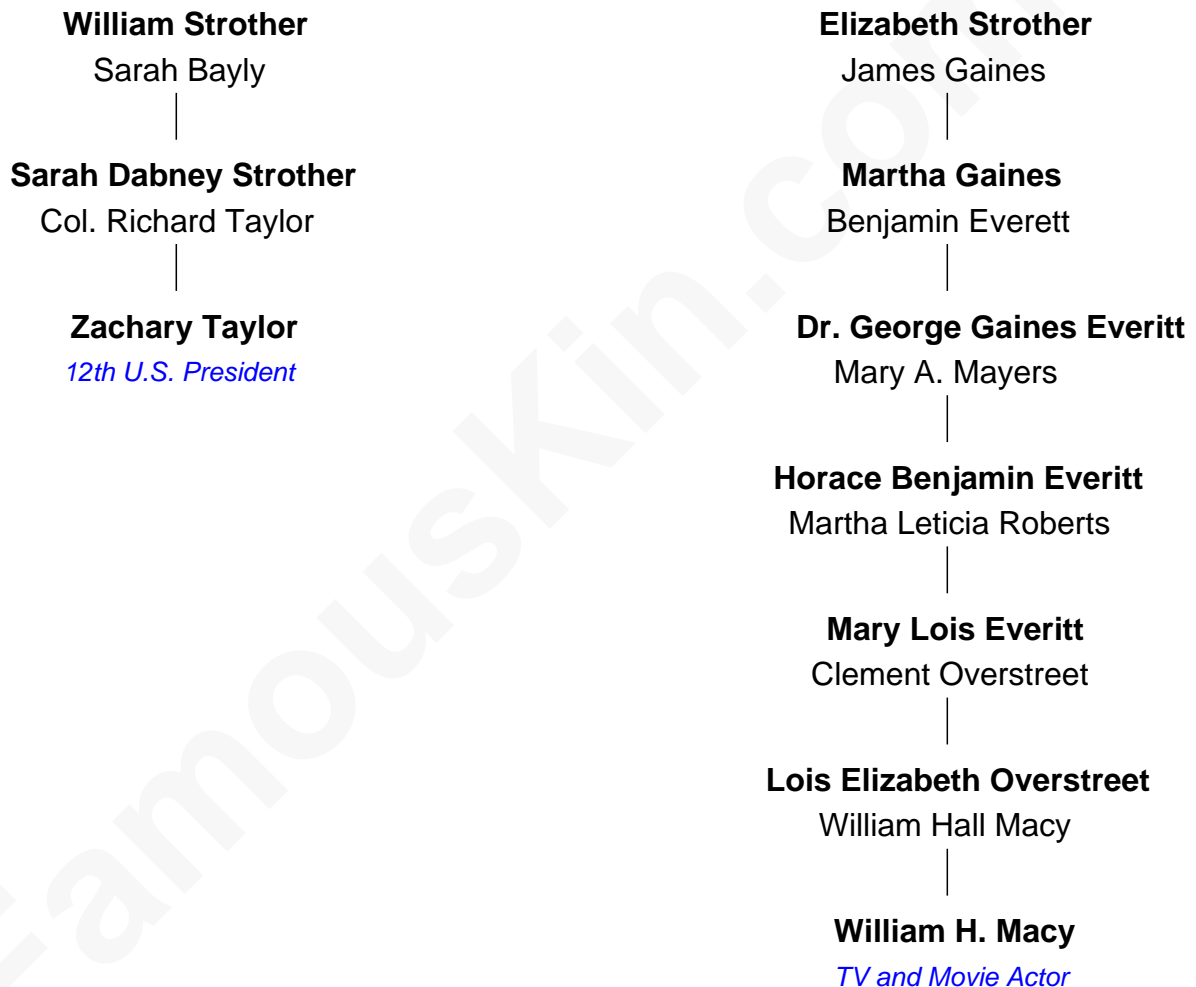 William Strother
Sarah Bayly
Sarah Dabney Strother
Col. Richard Taylor
Zachary Taylor
12th U.S. President
Elizabeth Strother
James Gaines
Martha Gaines
Benjamin Everett
Dr. George Gaines Everitt
Mary A. Mayers
Horace Benjamin Everitt
Martha Leticia Roberts
Mary Lois Everitt
Clement Overstreet
Lois Elizabeth Overstreet
William Hall Macy
William H. Macy
TV and Movie Actor
FamousKin.com